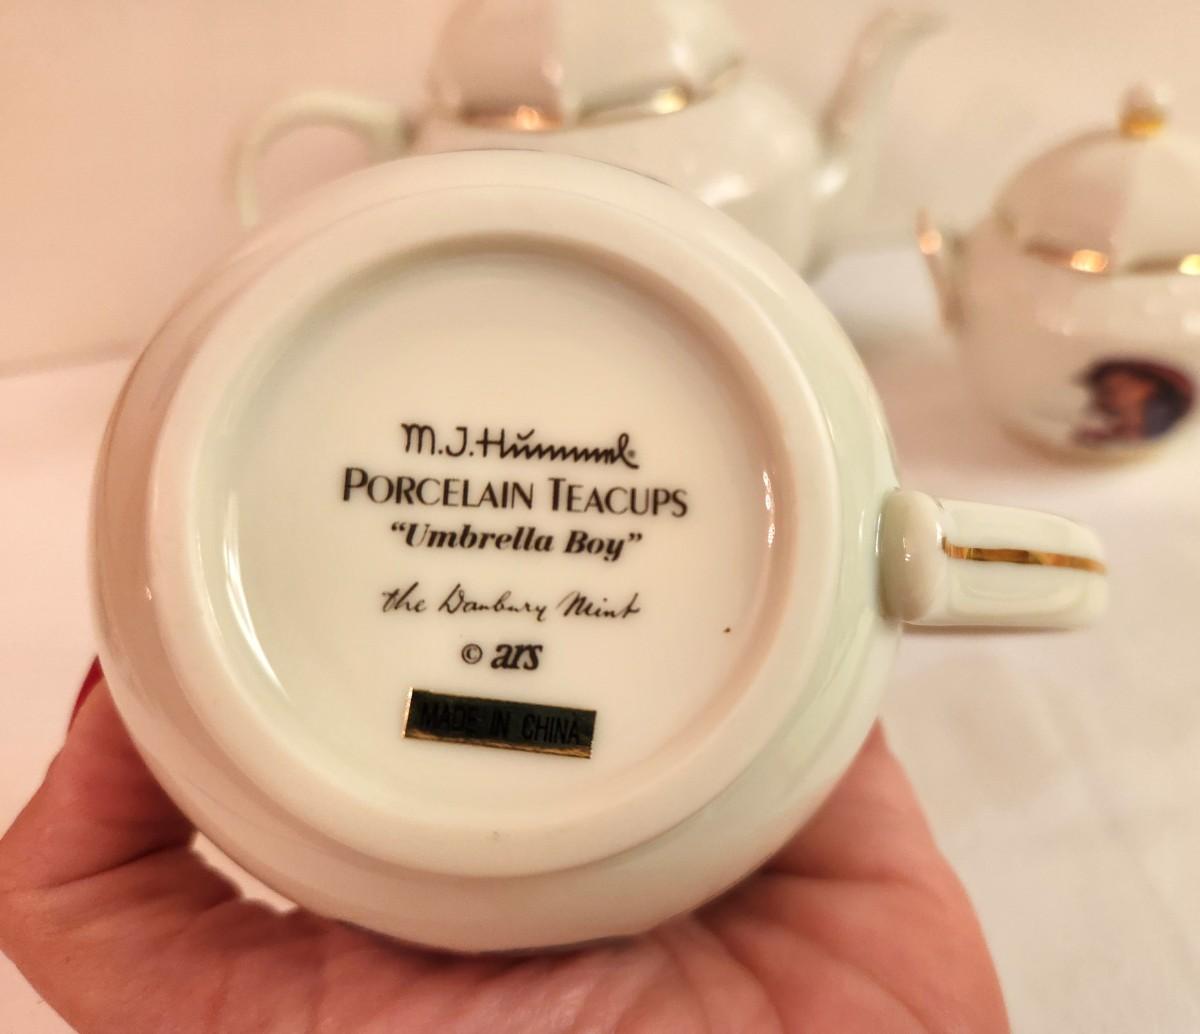 M.J.Hummel®
PORCELAIN TEACUPS
“Umbrella Boy”
the Danbury Mint
© ars
MADE IN CHINA